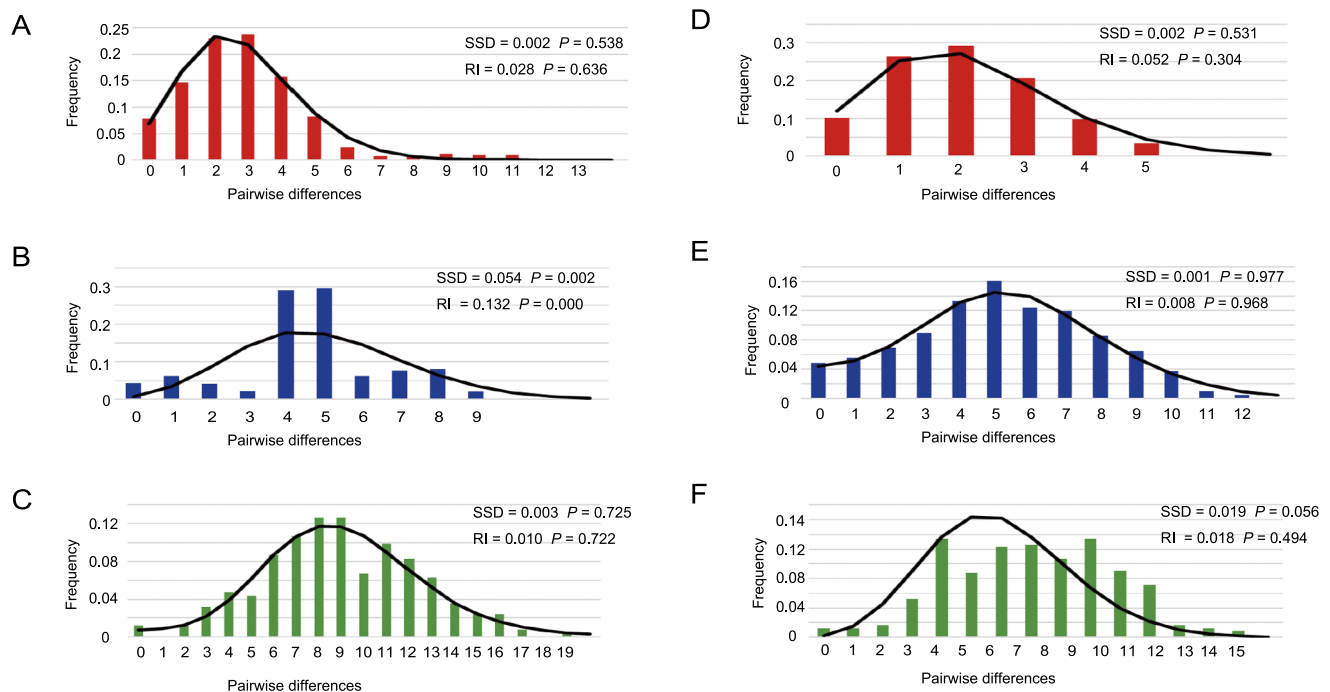 A
Frequency
0.25
0.20
0.15
0.1
0.05
0
SSD = 0.002 P = 0.538
RI = 0.028 P = 0.636
0 1 2 3 4 5 6 7 8 9 10 11 12 13
Pairwise differences
B
Frequency
0.3
0.2
0.1
0
SSD = 0.054 P = 0.002
RI = 0.132 P = 0.000
0 1 2 3 4 5 6 7 8 9
Pairwise differences
C
Frequency
0.12
0.08
0.04
0
SSD = 0.003 P = 0.725
RI = 0.010 P = 0.722
0 1 2 3 4 5 6 7 8 9 10 11 12 13 14 15 16 17 18 19
Pairwise differences
D
Frequency
0.3
0.2
0.1
0
SSD = 0.002 P = 0.531
RI = 0.052 P = 0.304
0 1 2 3 4 5
Pairwise differences
E
Frequency
0.16
0.12
0.08
0.04
0
SSD = 0.001 P = 0.977
RI = 0.008 P = 0.968
0 1 2 3 4 5 6 7 8 9 10 11 12
Pairwise differences
F
Frequency
0.14
0.12
0.08
0.04
0
SSD = 0.019 P = 0.056
RI = 0.018 P = 0.494
0 1 2 3 4 5 6 7 8 9 10 11 12 13 14 15
Pairwise differences